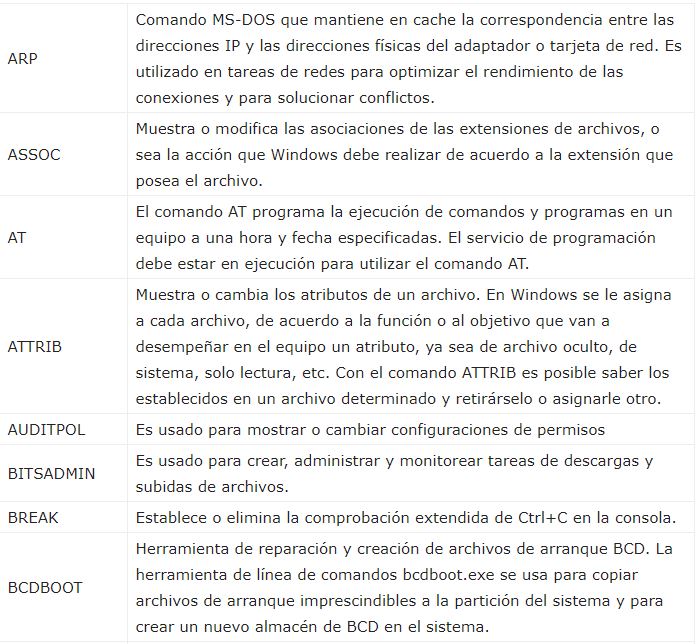 ARP
Comando MS-DOS que mantiene en cache la correspondencia entre las
direcciones IP y las direcciones físicas del adaptador o tarjeta de red. Es
utilizado en tareas de redes para optimizar el rendimiento de las
conexiones y para solucionar conflictos.
ASSOC
Muestra o modifica las asociaciones de las extensiones de archivos, o
sea la acción que Windows debe realizar de acuerdo a la extensión que
posea el archivo.
AT
El comando AT programa la ejecución de comandos y programas en un
equipo a una hora y fecha especificadas. El servicio de programación
debe estar en ejecución para utilizar el comando AT.
ATTRIB
Muestra o cambia los atributos de un archivo. En Windows se le asigna
a cada archivo, de acuerdo a la función o al objetivo que van a
desempeñar en el equipo un atributo, ya sea de archivo oculto, de
sistema, solo lectura, etc. Con el comando ATTRIB es posible saber los
establecidos en un archivo determinado y retirárselo o asignarle otro.
AUDITPOL
Es usado para mostrar o cambiar configuraciones de permisos
BITSADMIN
Es usado para crear, administrar y monitorear tareas de descargas y
subidas de archivos.
BREAK
Establece o elimina la comprobación extendida de Ctrl+C en la consola.
BCDBOOT
Herramienta de reparación y creación de archivos de arranque BCD. La
herramienta de línea de comandos bcdboot.exe se usa para copiar
archivos de arranque imprescindibles a la partición del sistema y para
crear un nuevo almacén de BCD en el sistema.